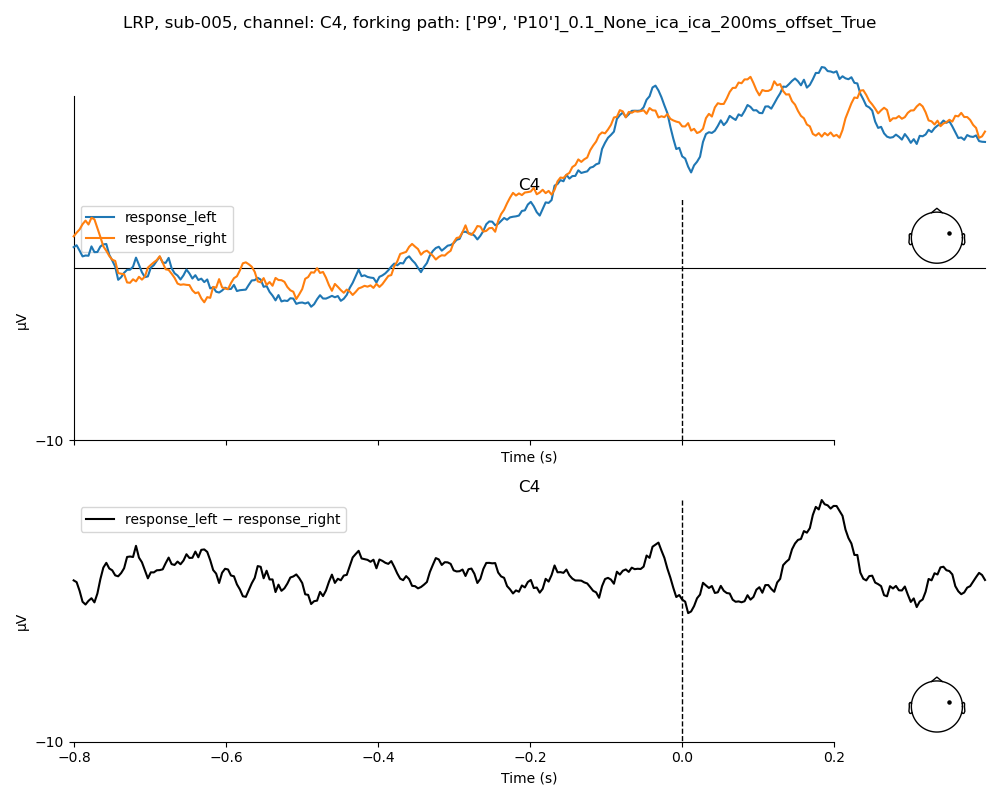 LRP, sub-005, channel: C4, forking path: ['P9', 'P10']_0.1_None_ica_ica_200ms_offset_True
C4
response_left
response_right
µV
−10
Time (s)
C4
response_left − response_right
µV
−10
−0.8
−0.6
−0.4
−0.2
0.0
0.2
Time (s)